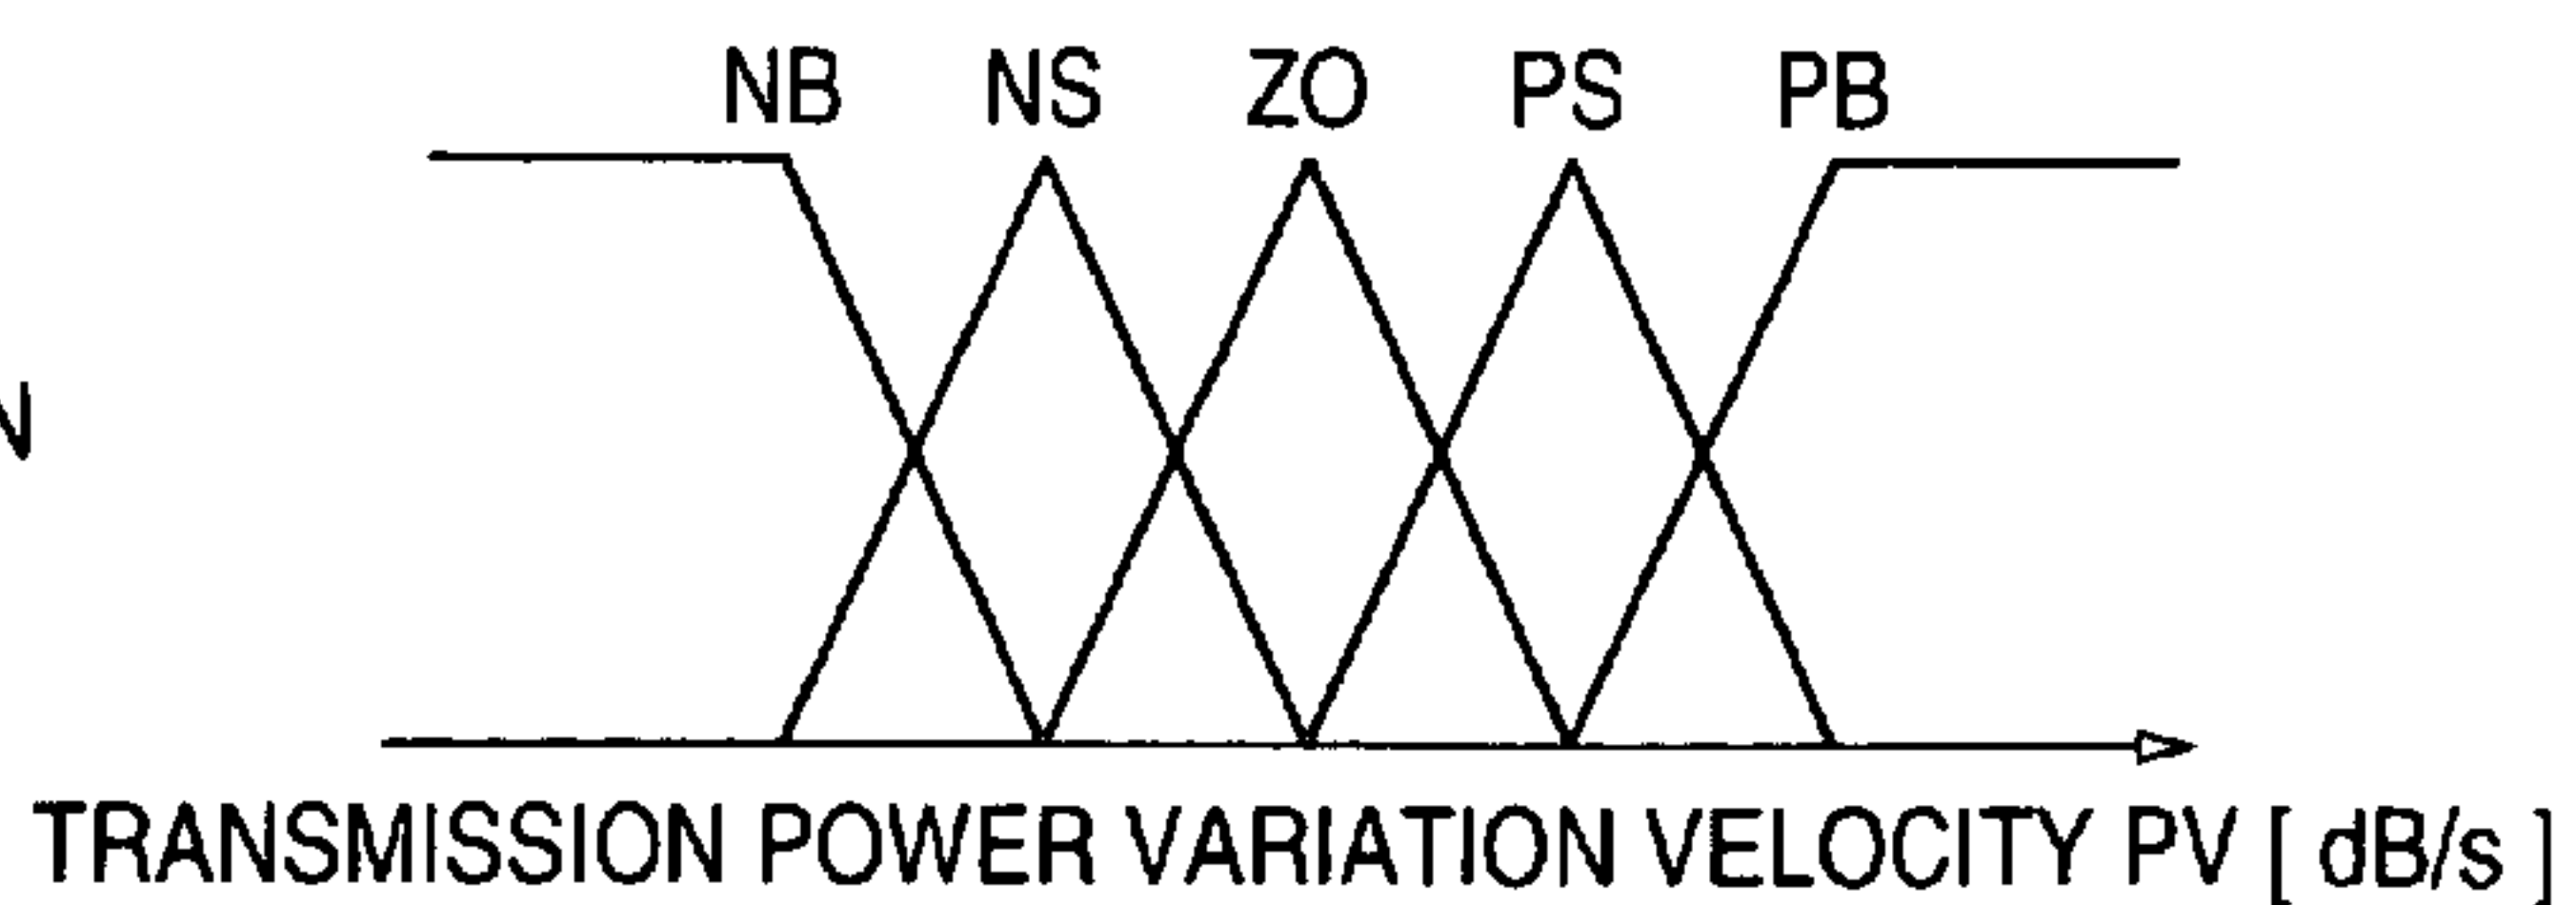 NB NS ZO PS PB
N
TRANSMISSION POWER VARIATION VELOCITY PV [ dB/s ]